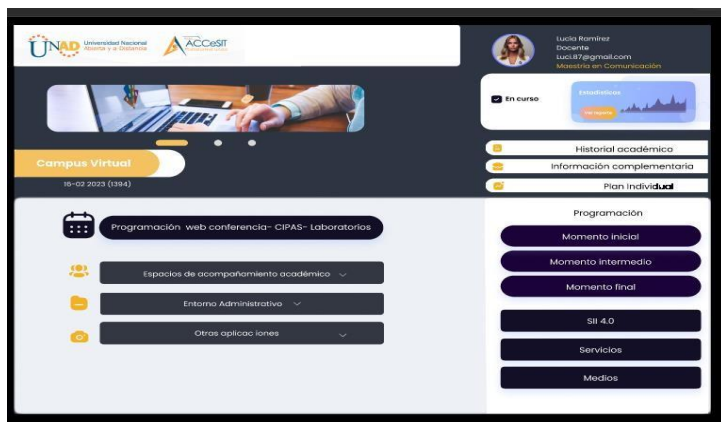 UNAD Universidad Nacional
Abierta y a Distancia
ACCeSIT
Lucia Ramirez
Docente
Luci.87@gmail.com
Maestría en Comunicación
En curso
Estadísticas
Campus Virtual
16-02 2023 (1394)
Historial académico
Información complementaria
Plan Individual
Programación web conferencia- CIPAS- Laboratorios
Espacios de acompañamiento académico
Entorno Administrativo
Otras aplicac iones
Programación
Momento inicial
Momento intermedio
Momento final
SII 4.0
Servicios
Medios